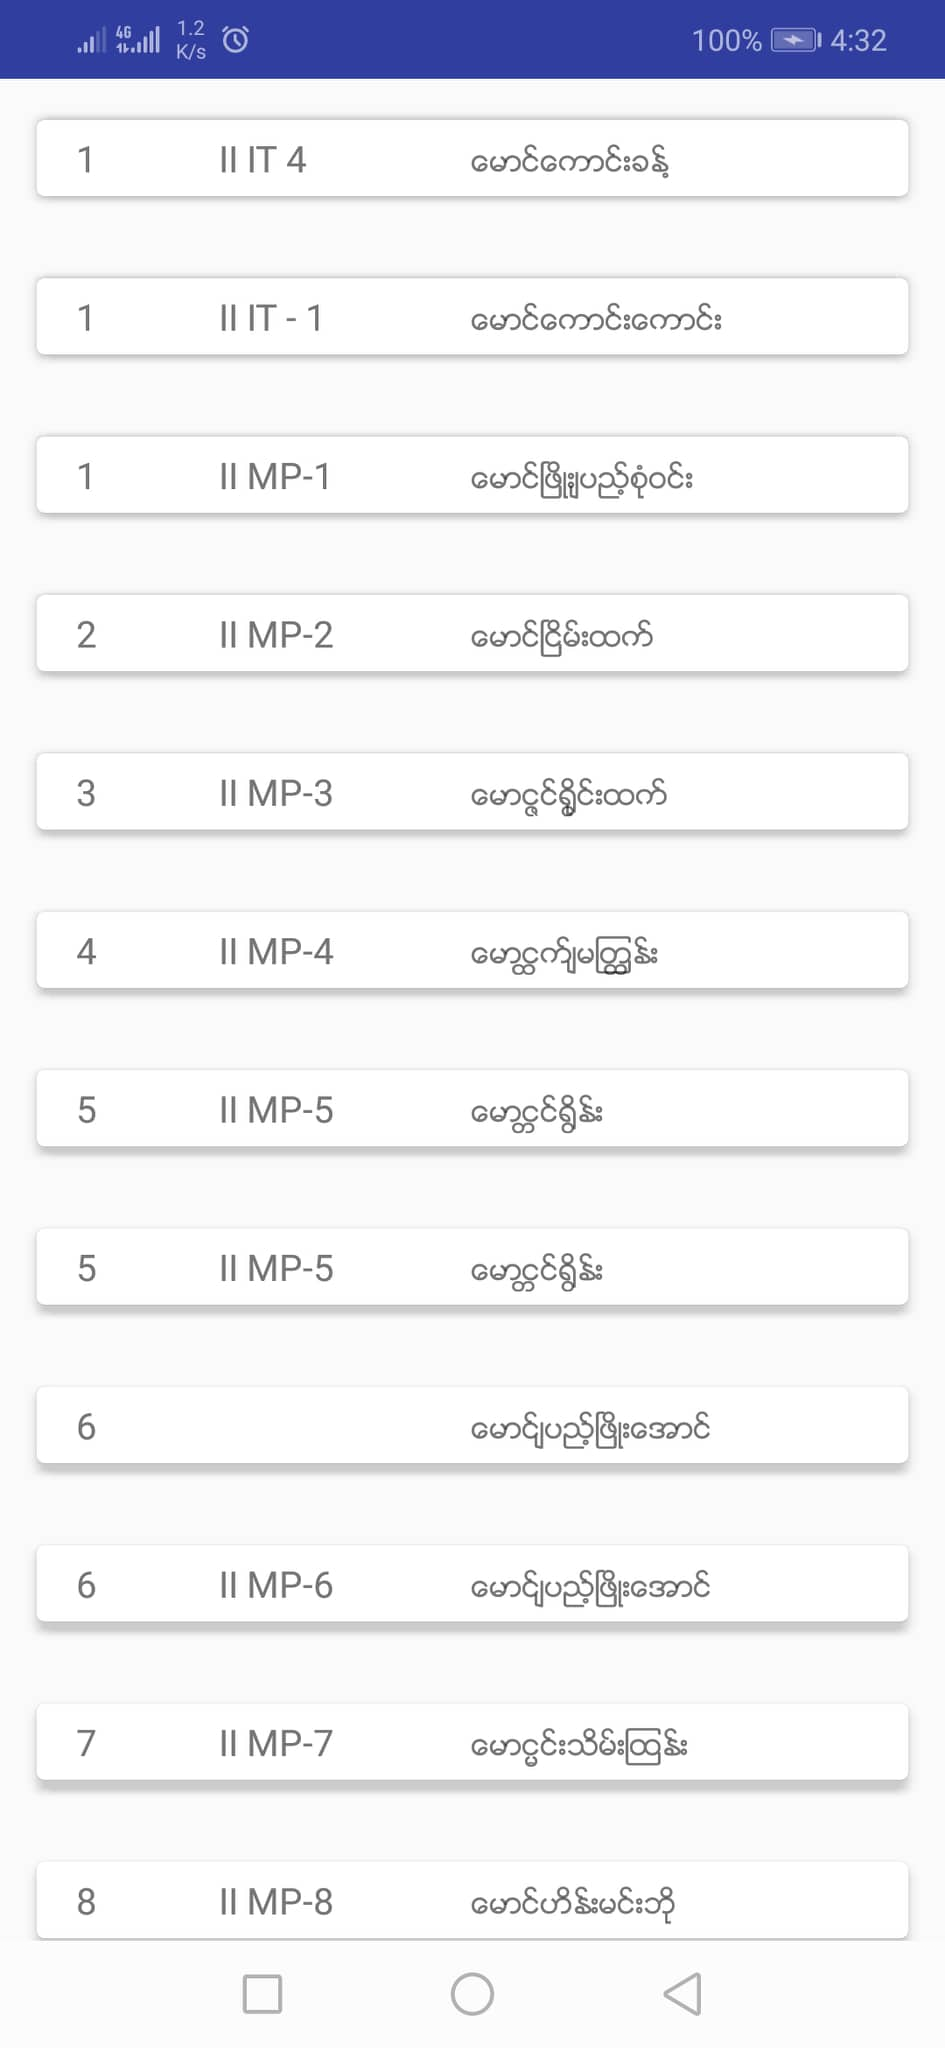 4G 1.2 K/s 100% 4:32
1 II IT 4 မောင်ကောင်းခန့်
1 II IT - 1 မောင်ကောင်းကောင်း
1 II MP-1 မောင်ဖြိုးျပည့်စုံဝင်း
2 II MP-2 မောင်ငြိမ်းထက်
3 II MP-3 မောင္ဇင်ရွိုင်းထက်
4 II MP-4 မောင္ထက်ျမတ္ထြန်း
5 II MP-5 မောင္တင်ရွိန်း
5 II MP-5 မောင္တင်ရွိန်း
6 မောင်ျပည့်ဖြိုးအောင်
6 II MP-6 မောင်ျပည့်ဖြိုးအောင်
7 II MP-7 မောင္မင်းသိမ်းထြန်း
8 II MP-8 မောင်ဟိန်းမင်းဘို